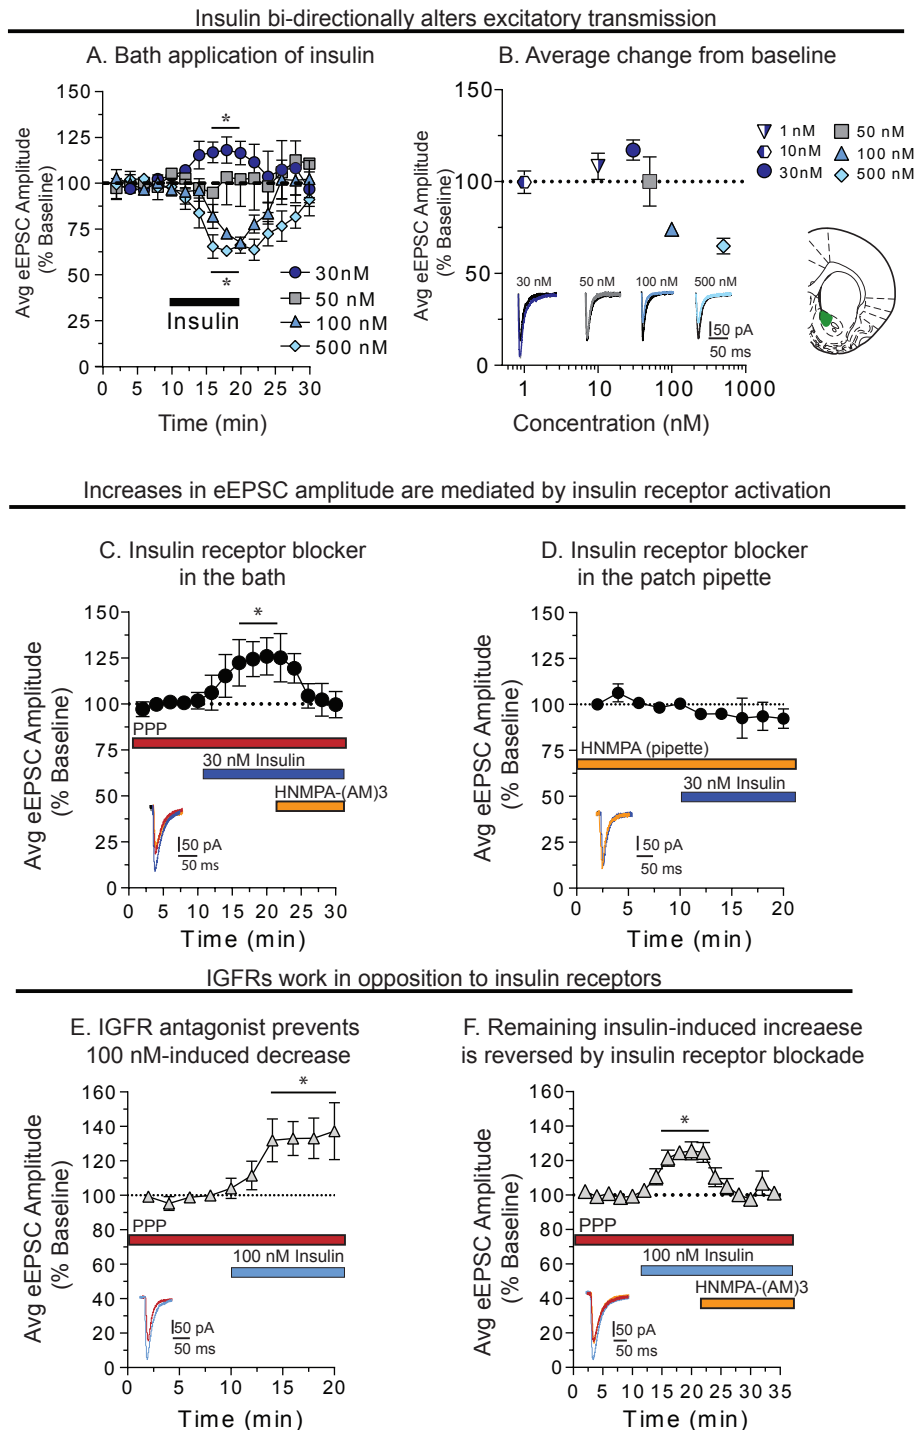 Insulin bi-directionally alters excitatory transmission
A. Bath application of insulin
Avg eEPSC Amplitude
(% Baseline)
150
125
100
75
50
25
0
*
*
Insulin
30nM
50 nM
100 nM
500 nM
0 5 10 15 20 25 30
Time (min)
B. Average change from baseline
Avg eEPSC Amplitude
(% Baseline)
150
100
50
0
1 nM
10nM
30nM
50 nM
100 nM
500 nM
30 nM 50 nM 100 nM 500 nM
50 pA
50 ms
1 10 100 1000
Concentration (nM)
Increases in eEPSC amplitude are mediated by insulin receptor activation
C. Insulin receptor blocker
in the bath
Avg eEPSC Amplitude
(% Baseline)
150
125
100
75
50
25
0
*
PPP
30 nM Insulin
HNMPA-(AM)3
50 pA
50 ms
0 5 10 15 20 25 30
Time (min)
D. Insulin receptor blocker
in the patch pipette
Avg eEPSC Amplitude
(% Baseline)
150
125
100
75
50
25
0
HNMPA (pipette)
30 nM Insulin
50 pA
50 ms
0 5 10 15 20
Time (min)
IGFRs work in opposition to insulin receptors
E. IGFR antagonist prevents
100 nM-induced decrease
Avg eEPSC Amplitude
(% Baseline)
160
140
120
100
80
60
40
20
0
*
PPP
100 nM Insulin
50 pA
50 ms
0 5 10 15 20
Time (min)
F. Remaining insulin-induced increaese
is reversed by insulin receptor blockade
Avg eEPSC Amplitude
(% Baseline)
160
140
120
100
80
60
40
20
0
*
PPP
100 nM Insulin
HNMPA-(AM)3
50 pA
50 ms
0 2 5 10 15 20 25 35
Time (min)